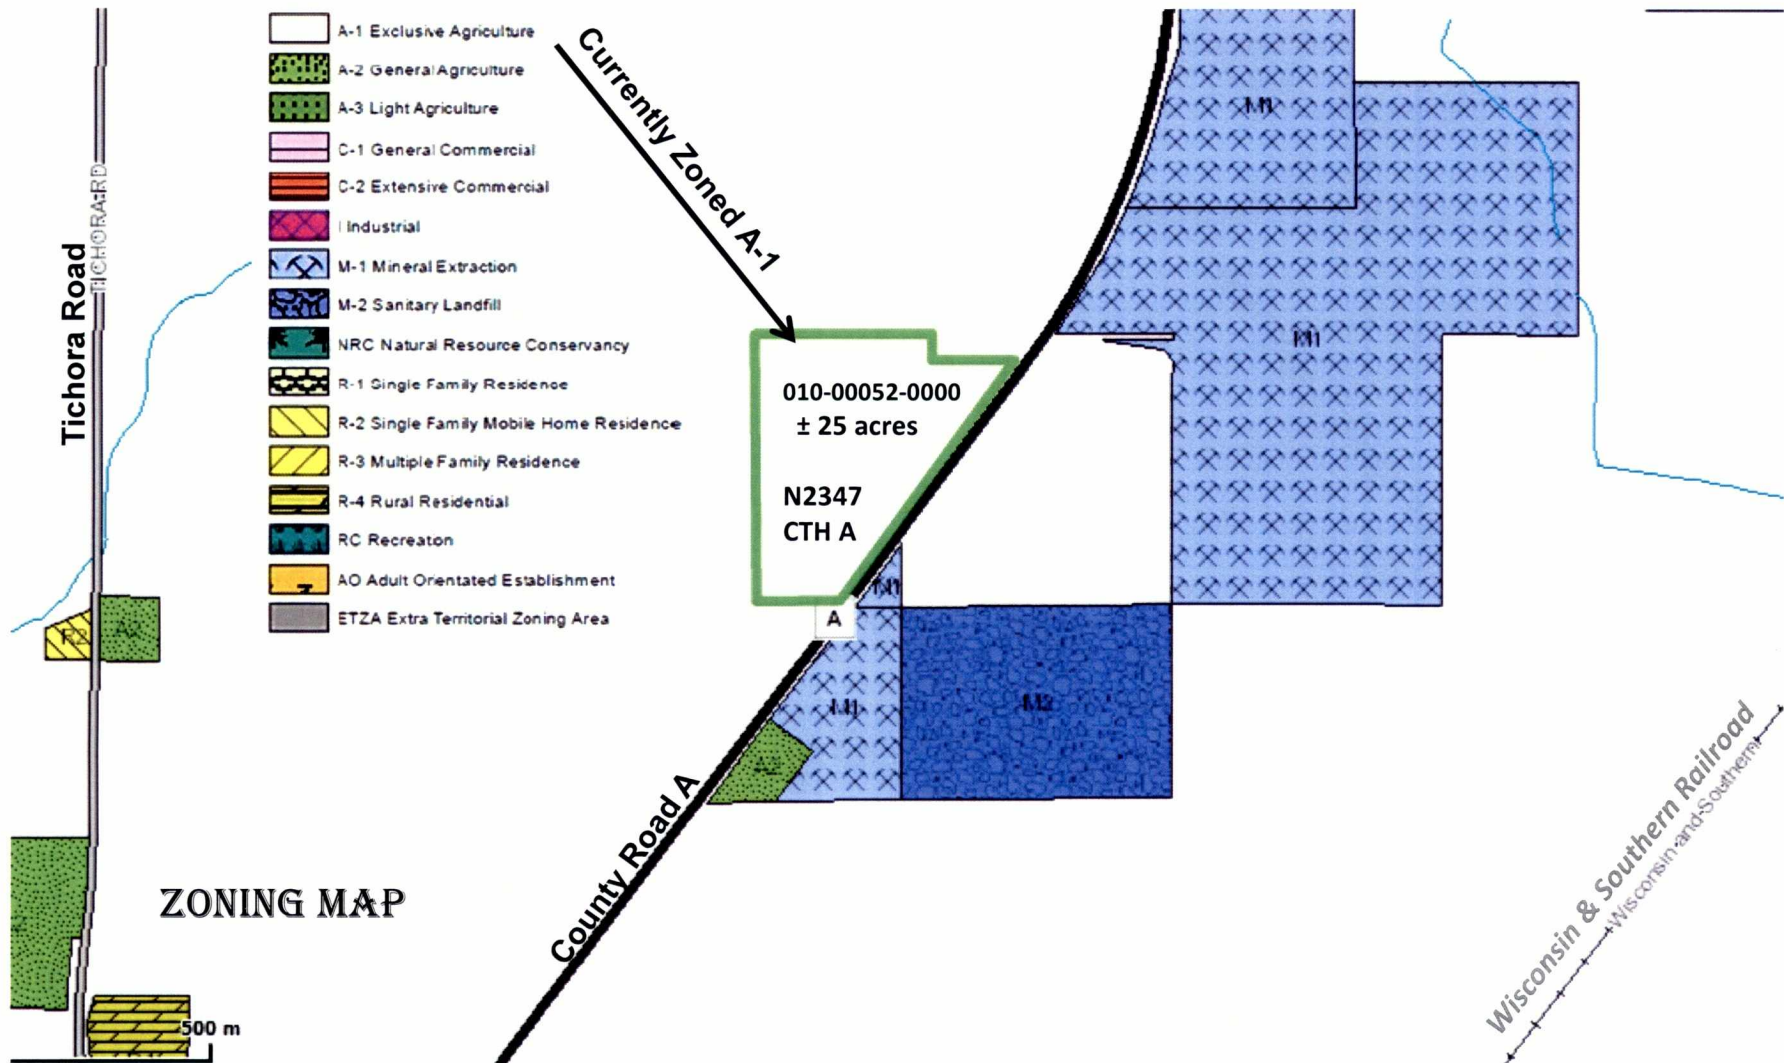 A-1 Exclusive Agriculture
A-2 General Agriculture
A-3 Light Agriculture
C-1 General Commercial
C-2 Extensive Commercial
I Industrial
M-1 Mineral Extraction
M-2 Sanitary Landfill
NRC Natural Resource Conservancy
R-1 Single Family Residence
R-2 Single Family Mobile Home Residence
R-3 Multiple Family Residence
R-4 Rural Residential
RC Recreaton
AO Adult Orientated Establishment
ETZA Extra Territorial Zoning Area
Currently Zoned A-1
Tichora Road
TICHORA RD
M1
M1
010-00052-0000
± 25 acres
N2347
CTH A
M1
A
R2
A2
M1
M2
A2
County Road A
ZONING MAP
500 m
Wisconsin & Southern Railroad
Wisconsin-and-Southern